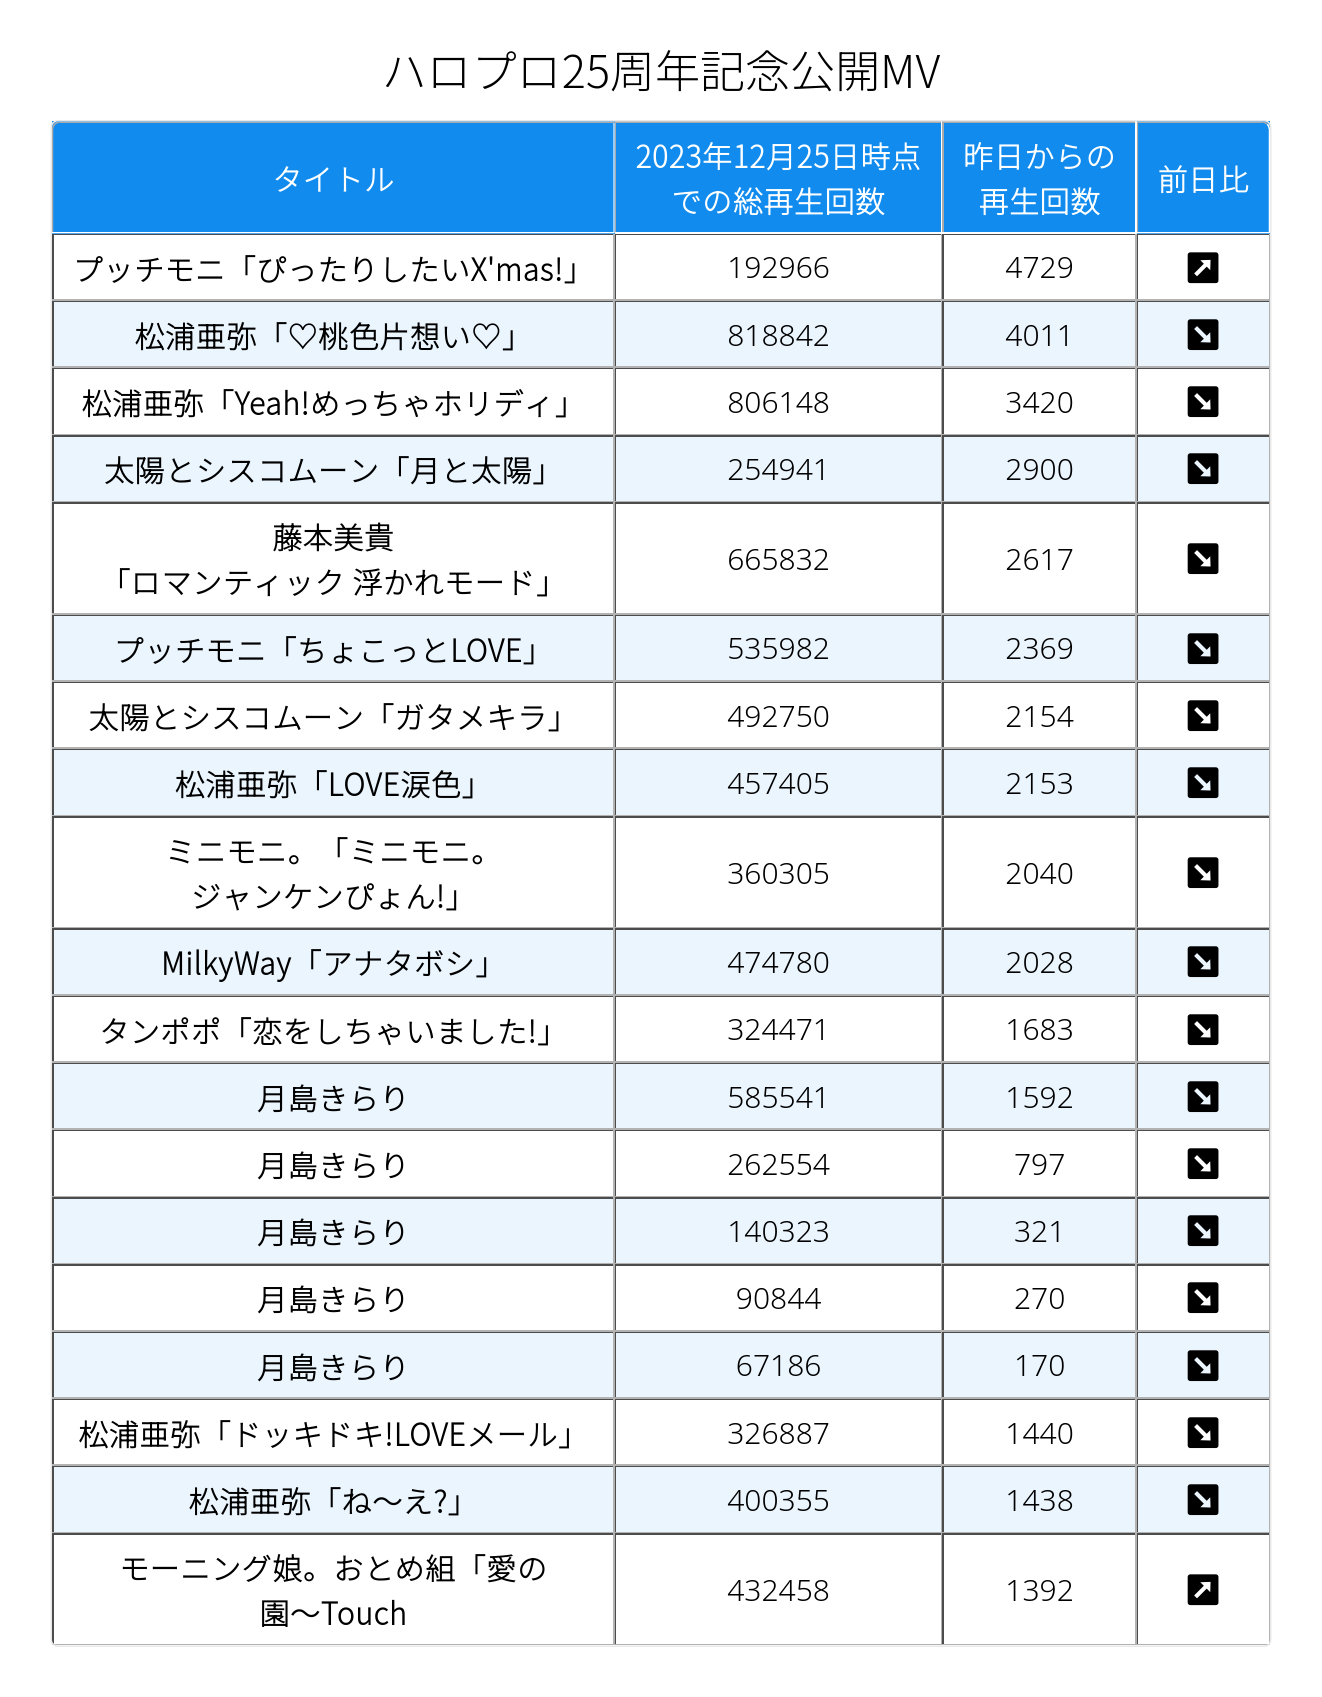 ハロプロ25周年記念公開MV
タイトル
2023年12月25日時点
での総再生回数
昨日からの
再生回数
前日比
プッチモニ「ぴったりしたいX'mas!」 192966 4729 ↗
松浦亜弥「♡桃色片想い♡」 818842 4011 ↘
松浦亜弥「Yeah!めっちゃホリディ」 806148 3420 ↘
太陽とシスコムーン「月と太陽」 254941 2900 ↘
藤本美貴
「ロマンティック 浮かれモード」 665832 2617 ↘
プッチモニ「ちょこっとLOVE」 535982 2369 ↘
太陽とシスコムーン「ガタメキラ」 492750 2154 ↘
松浦亜弥「LOVE涙色」 457405 2153 ↘
ミニモニ。「ミニモニ。
ジャンケンぴょん!」 360305 2040 ↘
MilkyWay「アナタボシ」 474780 2028 ↘
タンポポ「恋をしちゃいました!」 324471 1683 ↘
月島きらり 585541 1592 ↘
月島きらり 262554 797 ↘
月島きらり 140323 321 ↘
月島きらり 90844 270 ↘
月島きらり 67186 170 ↘
松浦亜弥「ドッキドキ!LOVEメール」 326887 1440 ↘
松浦亜弥「ね〜え?」 400355 1438 ↘
モーニング娘。おとめ組「愛の
園〜Touch 432458 1392 ↗